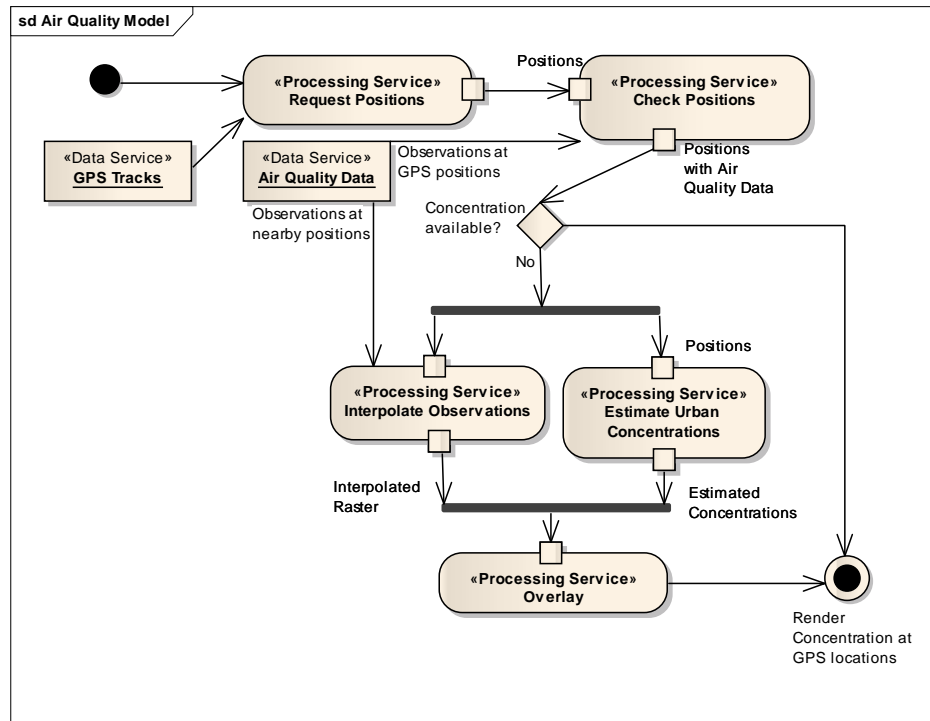 sd Air Quality Model
«Processing Service»
Request Positions
Positions
«Processing Service»
Check Positions
«Data Service»
GPS Tracks
«Data Service»
Air Quality Data
Observations at
GPS positions
Positions
with Air
Quality Data
Observations at
nearby positions
Concentration
available?
No
Positions
«Processing Service»
Interpolate Observations
«Processing Service»
Estimate Urban
Concentrations
Interpolated
Raster
Estimated
Concentrations
«Processing Service»
Overlay
Render
Concentration at
GPS locations